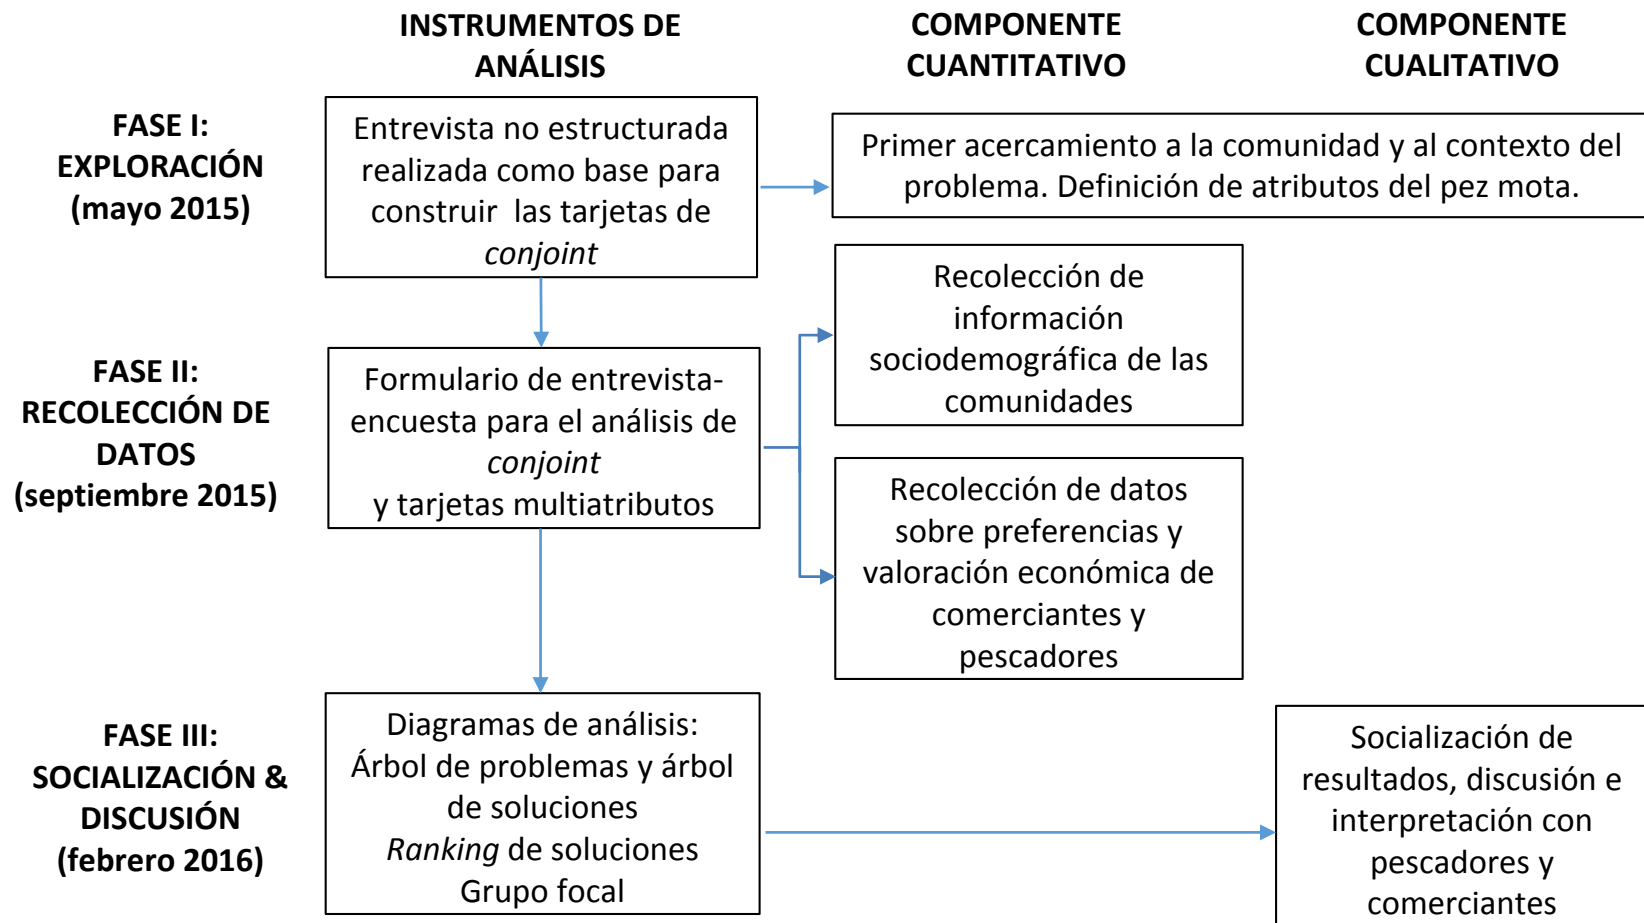 INSTRUMENTOS DE
ANÁLISIS
COMPONENTE
CUANTITATIVO
COMPONENTE
CUALITATIVO
FASE I:
EXPLORACIÓN
(mayo 2015)
Entrevista no estructurada
realizada como base para
construir las tarjetas de
conjoint
Primer acercamiento a la comunidad y al contexto del
problema. Definición de atributos del pez mota.
FASE II:
RECOLECCIÓN DE
DATOS
(septiembre 2015)
Formulario de entrevista-
encuesta para el análisis de
conjoint
y tarjetas multiatributos
Recolección de
información
sociodemográfica de las
comunidades
Recolección de datos
sobre preferencias y
valoración económica de
comerciantes y
pescadores
FASE III:
SOCIALIZACIÓN &
DISCUSIÓN
(febrero 2016)
Diagramas de análisis:
Árbol de problemas y árbol
de soluciones
Ranking de soluciones
Grupo focal
Socialización de
resultados, discusión e
interpretación con
pescadores y
comerciantes